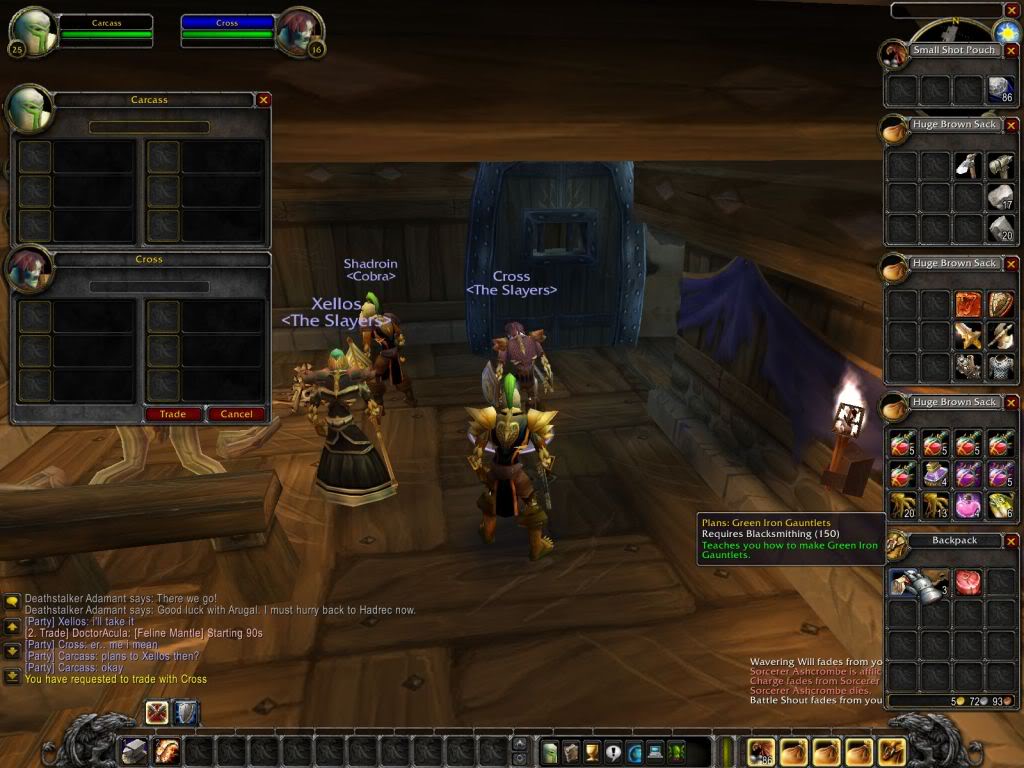 Carcass
Cross
25
16
N
Small Shot Pouch
86
Carcass
Huge Brown Sack
17
20
Cross
Shadroin
<Cobra>
Cross
<The Slayers>
Xellos
<The Slayers>
Huge Brown Sack
Trade
Cancel
Huge Brown Sack
5
5
5
5
5
4
5
5
20
13
4
6
Plans: Green Iron Gauntlets
Requires Blacksmithing (150)
Teaches you how to make Green Iron
Gauntlets.
Backpack
3
Deathstalker Adamant says: There we go!
Deathstalker Adamant says: Good luck with Arugal. I must hurry back to Hadrec now.
[Party] Xellos: i'll take it
[2. Trade] DoctorAcula: [Feline Mantle] Starting 90s
[Party] Cross: er.. me i mean
[Party] Carcass: plans to Xellos then?
[Party] Carcass: okay
You have requested to trade with Cross
Wavering Will fades from yo
Sorcerer Ashcrombe is afflic
Charge fades from Sorcerer
Sorcerer Ashcrombe dies.
Battle Shout fades from you
5 72 93
86